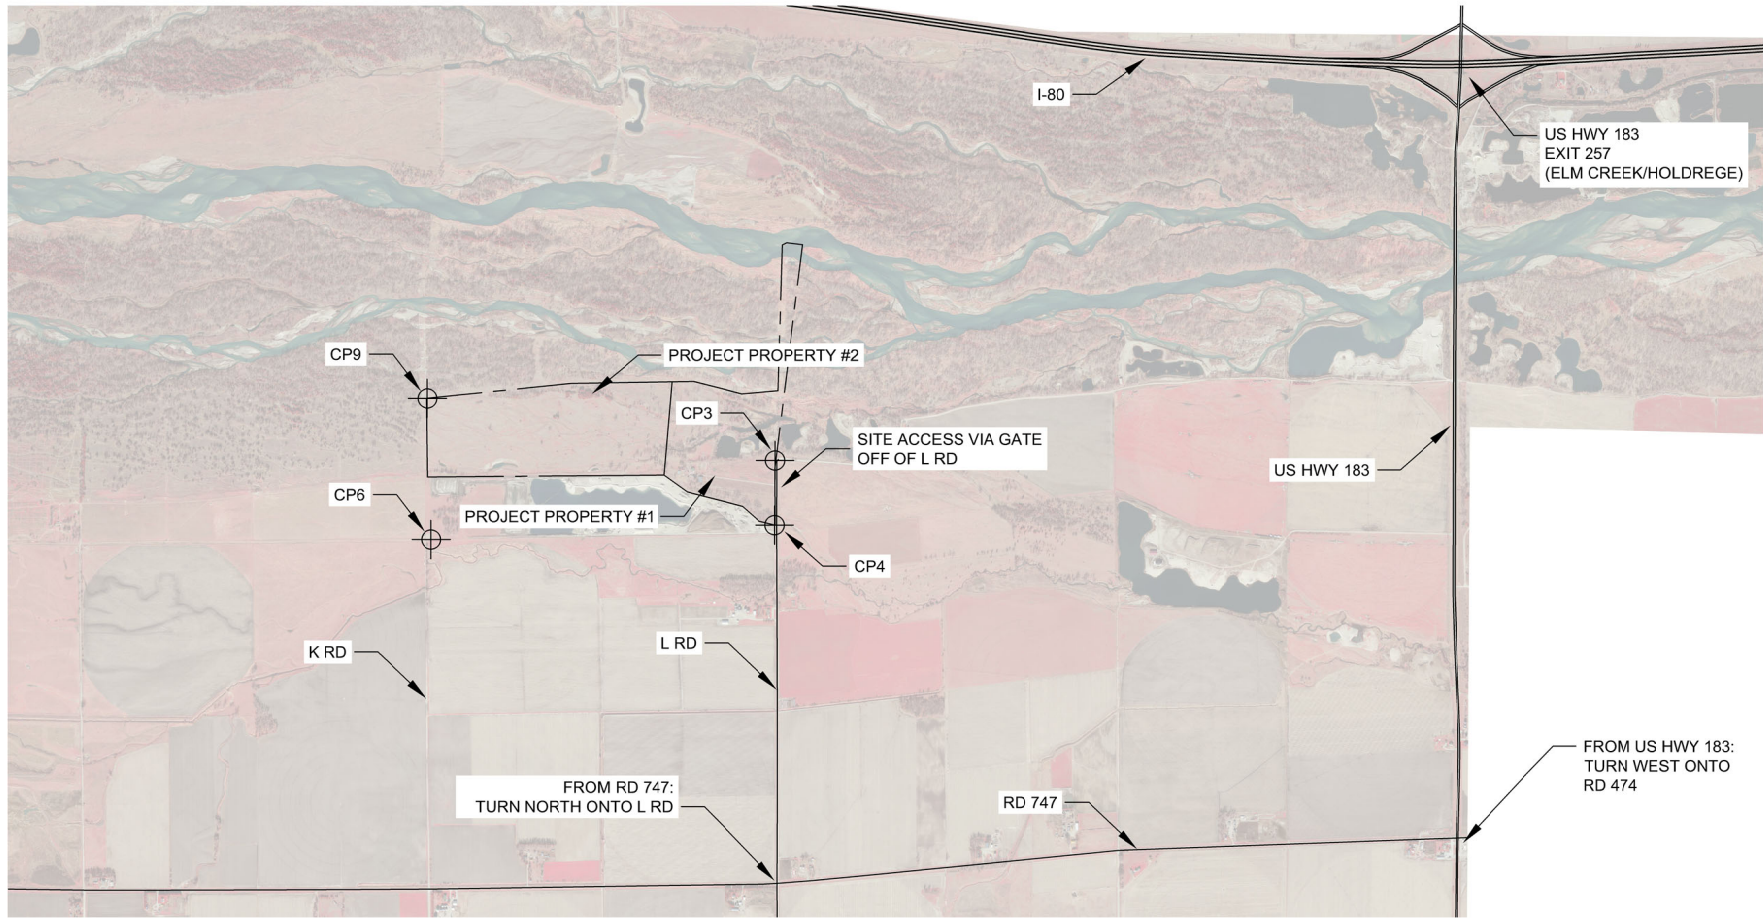 I-80
US HWY 183
EXIT 257
(ELM CREEK/HOLDREGE)
CP9
PROJECT PROPERTY #2
CP3
SITE ACCESS VIA GATE
OFF OF L RD
US HWY 183
CP6
PROJECT PROPERTY #1
CP4
K RD
L RD
FROM RD 747:
TURN NORTH ONTO L RD
RD 747
FROM US HWY 183:
TURN WEST ONTO
RD 474